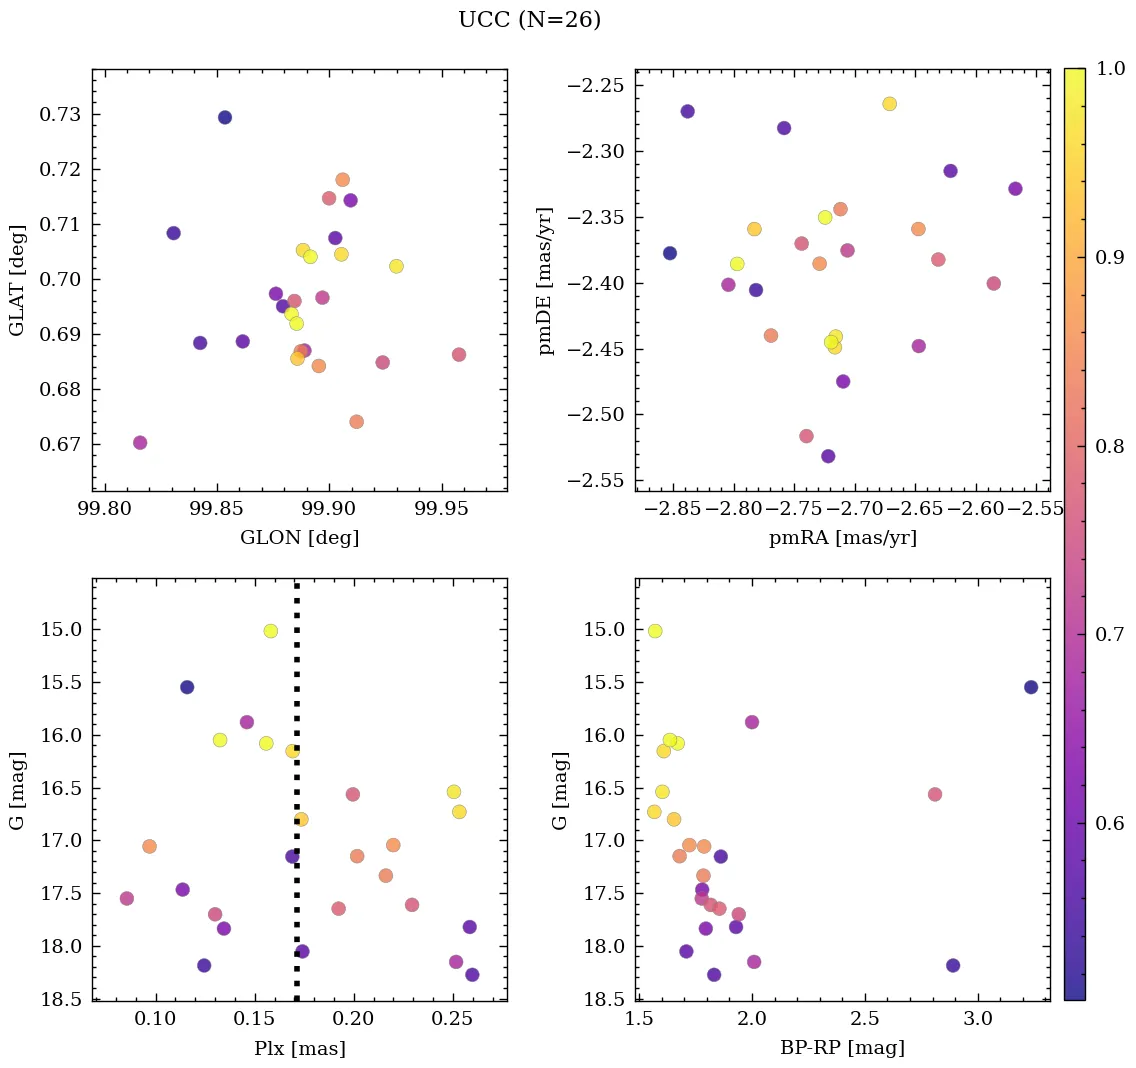 UCC (N=26)
0.73
0.72
0.71
0.70
0.69
0.68
0.67
GLAT [deg]
99.80 99.85 99.90 99.95
GLON [deg]
−2.25
−2.30
−2.35
−2.40
−2.45
−2.50
−2.55
pmDE [mas/yr]
−2.85 −2.80 −2.75 −2.70 −2.65 −2.60 −2.55
pmRA [mas/yr]
1.0
0.9
0.8
0.7
0.6
15.0
15.5
16.0
16.5
17.0
17.5
18.0
18.5
G [mag]
0.10 0.15 0.20 0.25
Plx [mas]
15.0
15.5
16.0
16.5
17.0
17.5
18.0
18.5
G [mag]
1.5 2.0 2.5 3.0
BP-RP [mag]